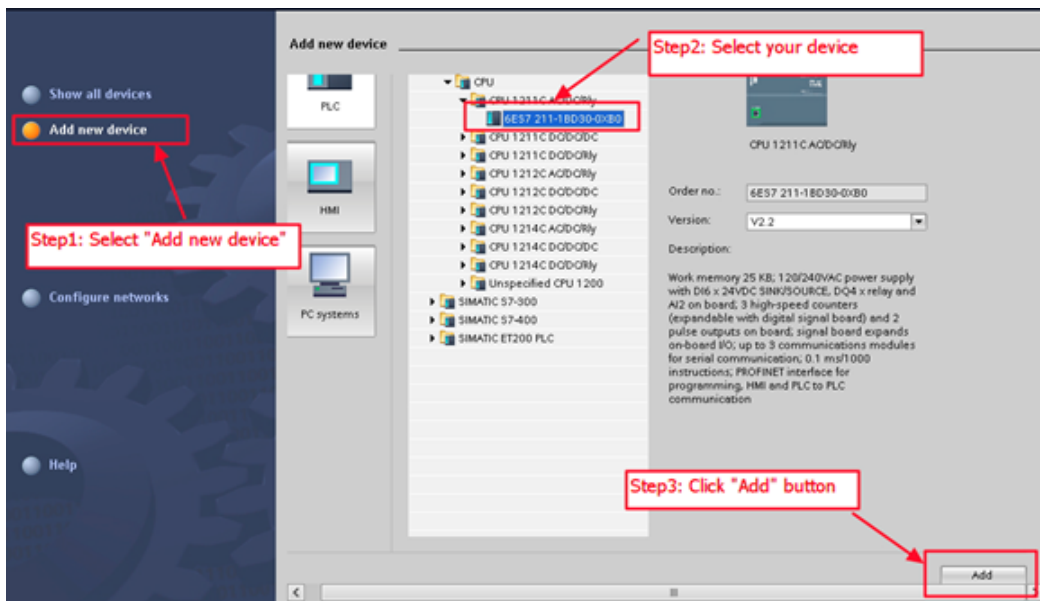 Add new device
Step2: Select your device
Show all devices
Add new device
Step1: Select "Add new device"
Configure networks
Help
PLC
HMI
PC systems
CPU
CPU 1211C AC/DC/Rly
6ES7 211-1BD30-0XB0
CPU 1211C DC/DC/DC
CPU 1211C DC/DC/Rly
CPU 1212C AC/DC/Rly
CPU 1212C DC/DC/DC
CPU 1212C DC/DC/Rly
CPU 1214C AC/DC/Rly
CPU 1214C DC/DC/DC
CPU 1214C DC/DC/Rly
Unspecified CPU 1200
SIMATIC S7-300
SIMATIC S7-400
SIMATIC ET200 PLC
CPU 1211C AC/DC/Rly
Order no.: 6ES7 211-1BD30-0XB0
Version: V2.2
Description:
Work memory 25 KB; 120/240VAC power supply
with DI6 x 24VDC SINK/SOURCE, DQ4 x relay and
AI2 on board; 3 high-speed counters
(expandable with digital signal board) and 2
pulse outputs on board; signal board expands
on-board I/O; up to 3 communications modules
for serial communication; 0.1 ms/1000
instructions; PROFINET interface for
programming, HMI and PLC to PLC
communication
Step3: Click "Add" button
Add